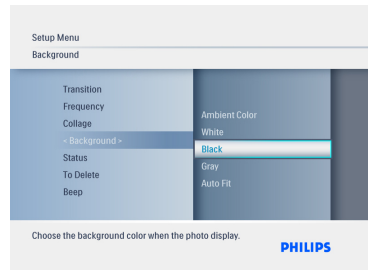 Setup Menu
Background
Transition
Frequency
Collage
< Background >
Status
To Delete
Beep
Ambient Color
White
Black
Gray
Auto Fit
Choose the background color when the photo display.
PHILIPS